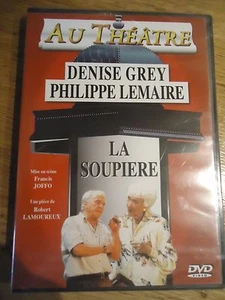 AU THÉATRE
DENISE GREY
PHILIPPE LEMAIRE
LA
SOUPIERE
Mise en scène
Francis
JOFFO
Une pièce de
Robert
LAMOUREUX
DVD
VIDEO